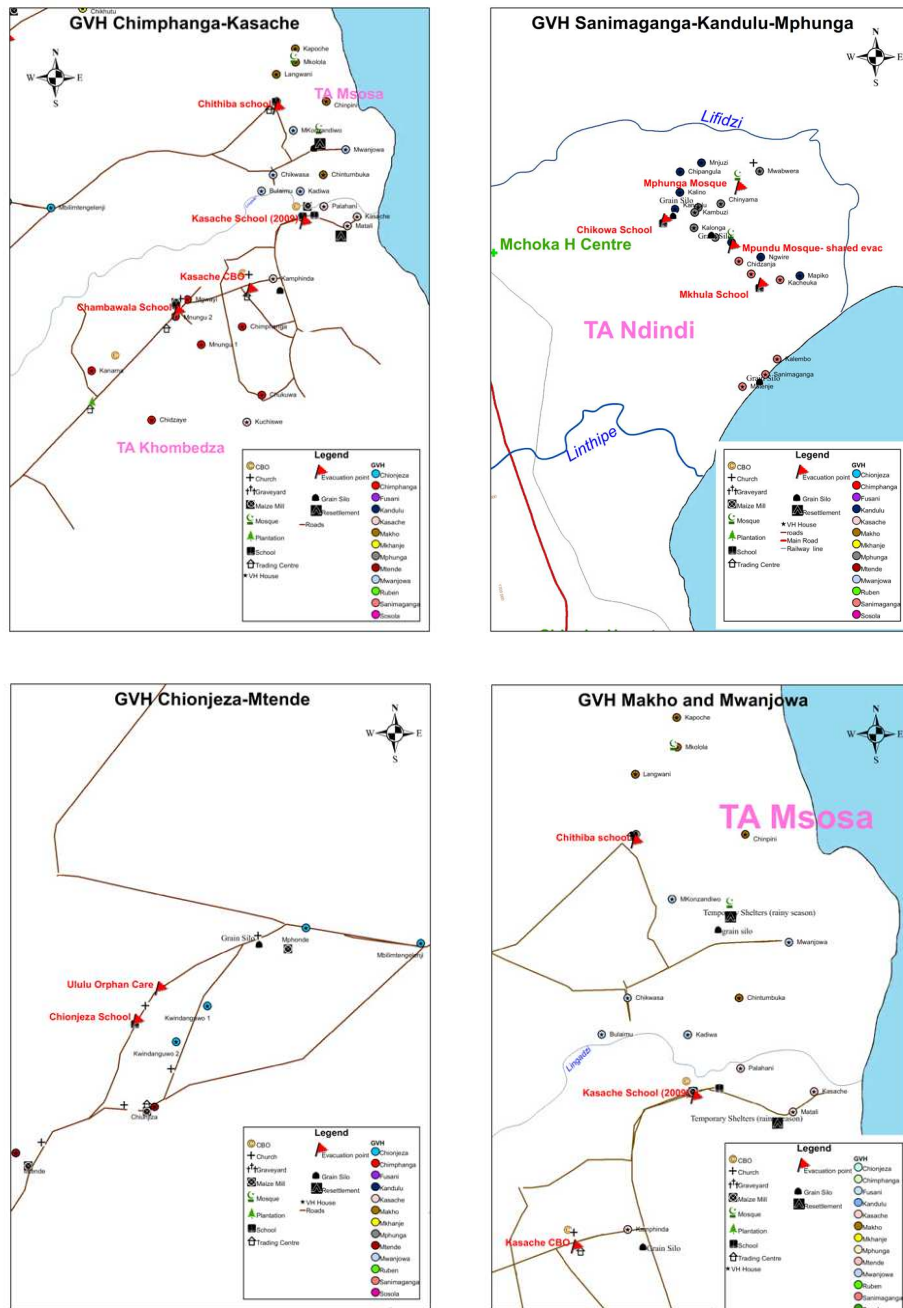 GVH Chimphanga-Kasache
Chikhutu
N
W E
S
Kapoche
Mkolola
Langwani
TA Msosa
Chithiba school
Chinpini
MKonzandiwo
Mwanjowa
Chikwasa
Chintumbuka
Bulaimu
Kadiwa
Mbilimtengelenji
Palahani
Kasache School (2009)
Kasache
Matali
Kasache CBO
Kamphinda
Chambawala School
Mnungu 2
Chimphanga
Mnungu 1
Kanama
Chukuwa
Chidzaye
Kuchiswe
TA Khombedza
Legend
CBO
Church
Graveyard
Maize Mill
Mosque
Plantation
School
Trading Centre
VH House
Evacuation point
Grain Silo
Resettlement
Roads
GVH
Chionjeza
Chimphanga
Fusani
Kandulu
Kasache
Makho
Mkhanje
Mphunga
Mtende
Mwanjowa
Ruben
Sanimaganga
Sosola
GVH Sanimaganga-Kandulu-Mphunga
N
W E
S
Lifidzi
Mnjuzi
Chipangula
Mwabwera
Mphunga Mosque
Kalino
Grain Silo
Chinyama
Kambuzi
Chikowa School
Kalonga
Mchoka H Centre
Mpundu Mosque- shared evac
Ngwire
Chidzanja
Mapiko
Kacheuka
Mkhula School
TA Ndindi
Kalembo
Sanimaganga
Grain Silo
Linthipe
Legend
CBO
Church
Graveyard
Maize Mill
Mosque
Plantation
School
Trading Centre
Evacuation point
Grain Silo
Resettlement
VH House
roads
Main Road
Railway line
GVH
Chionjeza
Chimphanga
Fusani
Kandulu
Kasache
Makho
Mkhanje
Mphunga
Mtende
Mwanjowa
Ruben
Sanimaganga
Sosola
GVH Chionjeza-Mtende
N
W E
S
Grain Silo
Mphonde
Mbilimtengelenji
Ululu Orphan Care
Kwindanguwo 1
Chionjeza School
Kwindanguwo 2
Legend
CBO
Church
Graveyard
Maize Mill
Mosque
Plantation
School
Trading Centre
Evacuation point
Grain Silo
Resettlement
VH House
Roads
GVH
Chionjeza
Chimphanga
Fusani
Kandulu
Kasache
Makho
Mkhanje
Mphunga
Mtende
Mwanjowa
Ruben
Sanimaganga
Sosola
GVH Makho and Mwanjowa
N
W E
S
Kapoche
Mkolola
Langwani
TA Msosa
Chithiba school
Chinpini
MKonzandiwo
Temporary Shelters (rainy season)
grain silo
Mwanjowa
Chikwasa
Chintumbuka
Bulaimu
Kadiwa
Lingadzi
Palahani
Kasache School (2009)
Kasache
Matali
Temporary Shelters (rainy season)
Kamphinda
Kasache CBO
Grain Silo
Legend
CBO
Church
Graveyard
Maize Mill
Mosque
Plantation
School
Trading Centre
VH House
Evacuation point
Grain Silo
Resettlement
GVH
Chionjeza
Chimphanga
Fusani
Kandulu
Kasache
Makho
Mkhanje
Mphunga
Mtende
Mwanjowa
Ruben
Sanimaganga